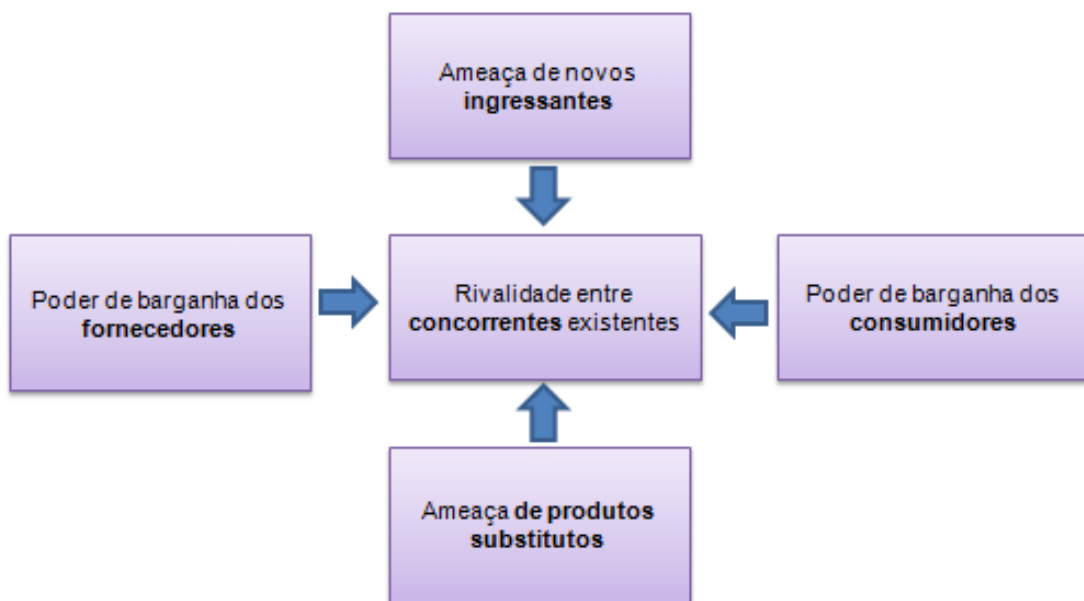 Ameaça de novos
ingressantes
Poder de barganha dos
fornecedores
Rivalidade entre
concorrentes existentes
Poder de barganha dos
consumidores
Ameaça de produtos
substitutos